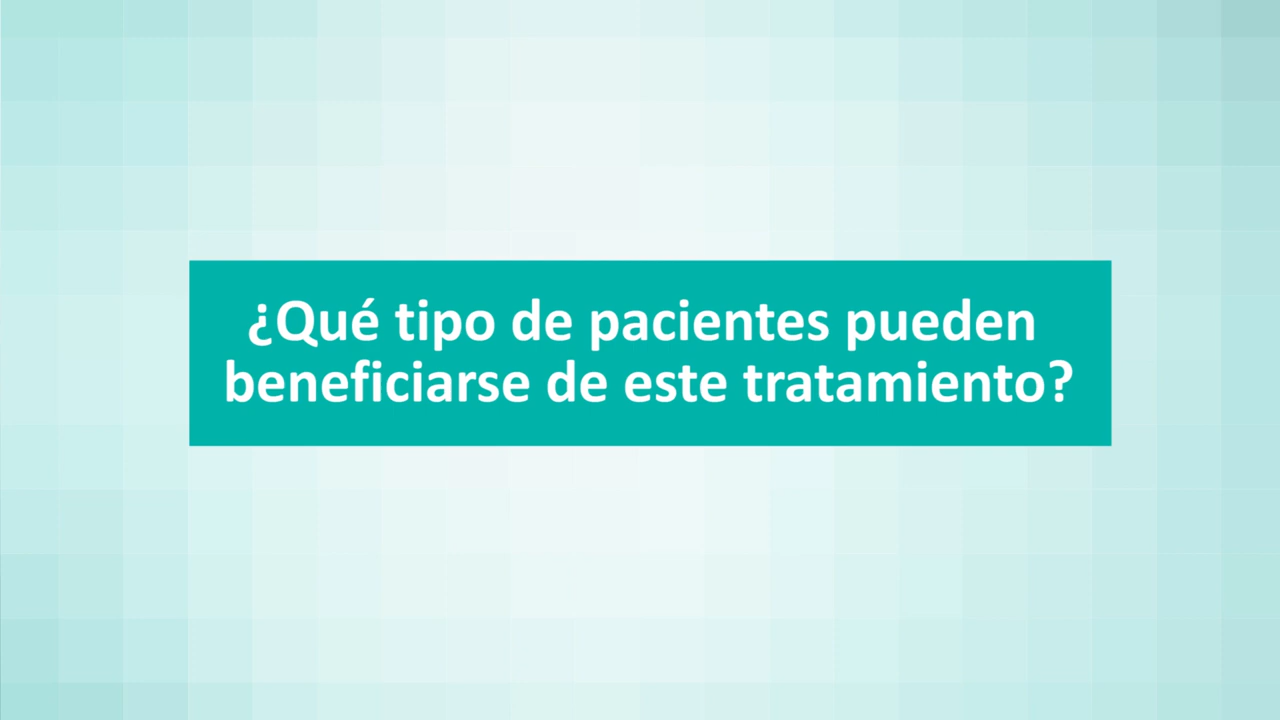 ¿Qué tipo de pacientes pueden
beneficiarse de este tratamiento?